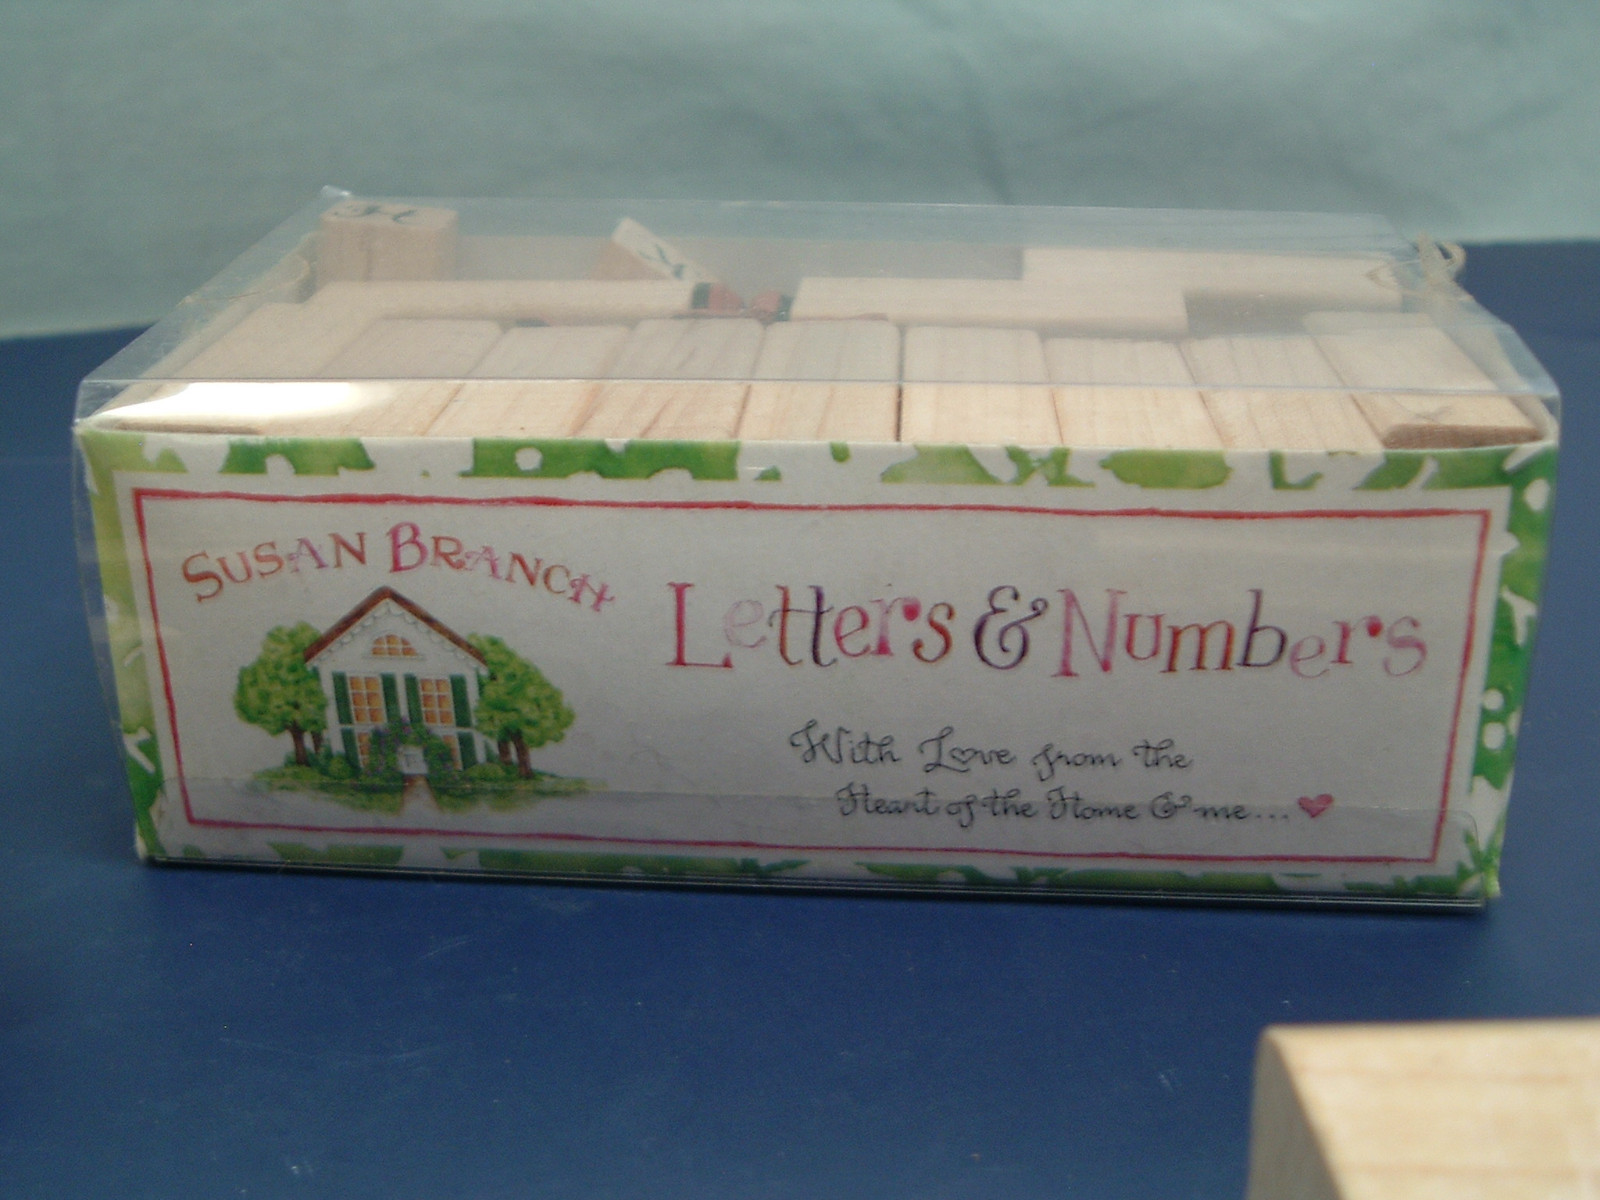 SUSAN BRANCH
Letters & Numbers
With Love from the
Heart of the Home & me...
H